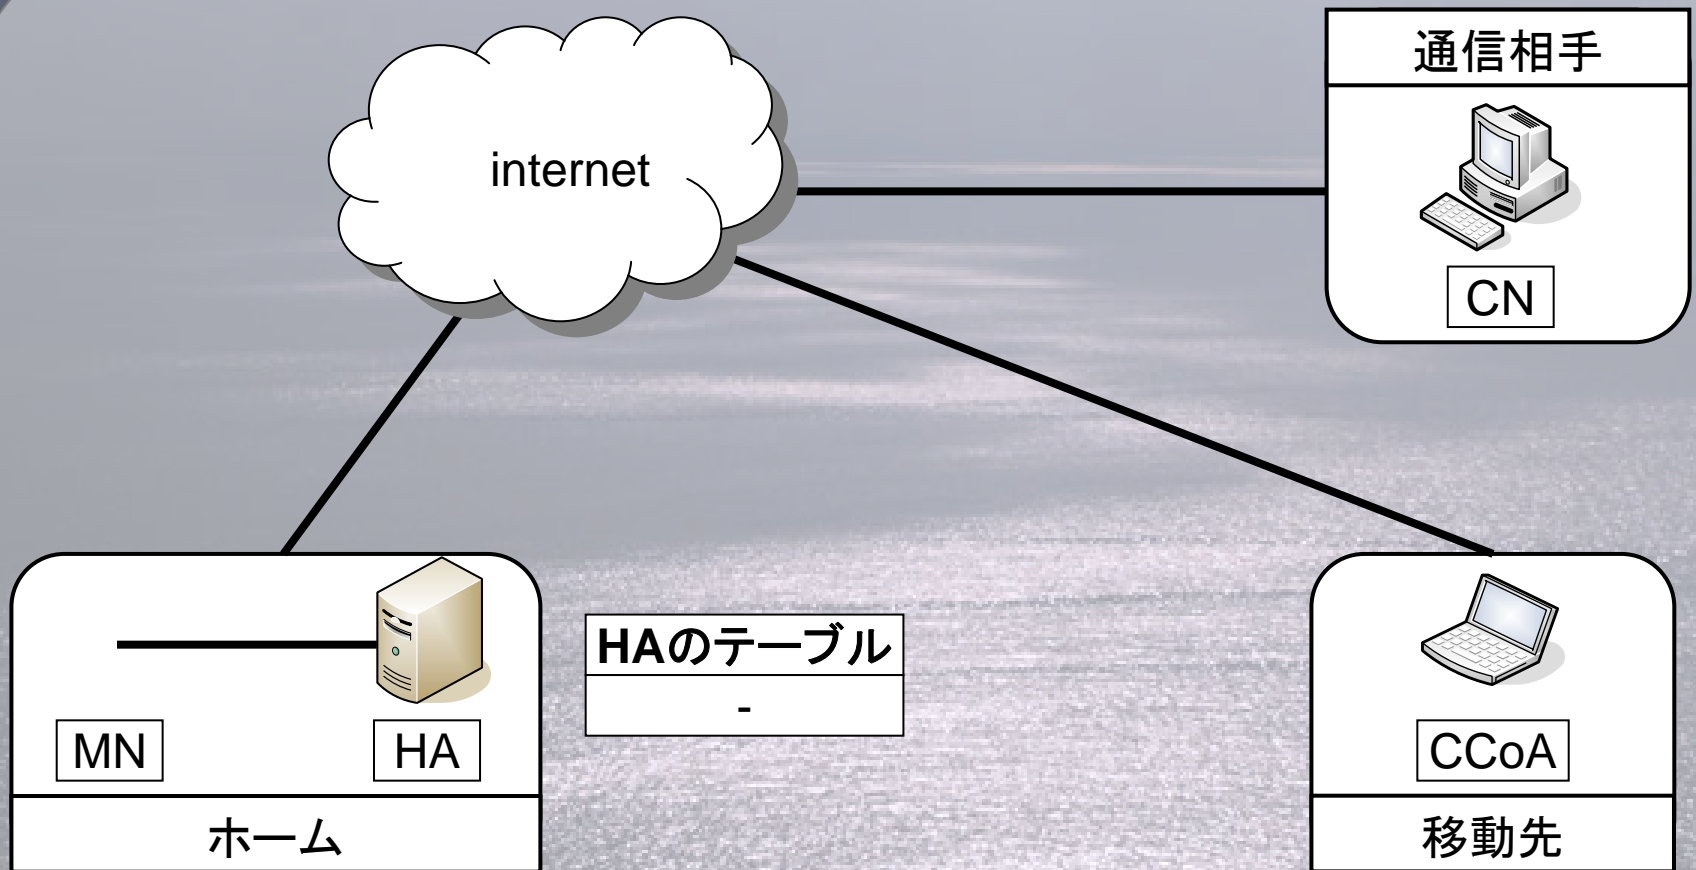 internet
通信相手
CN
MN
HA
ホーム
HAのテーブル
-
CCoA
移動先